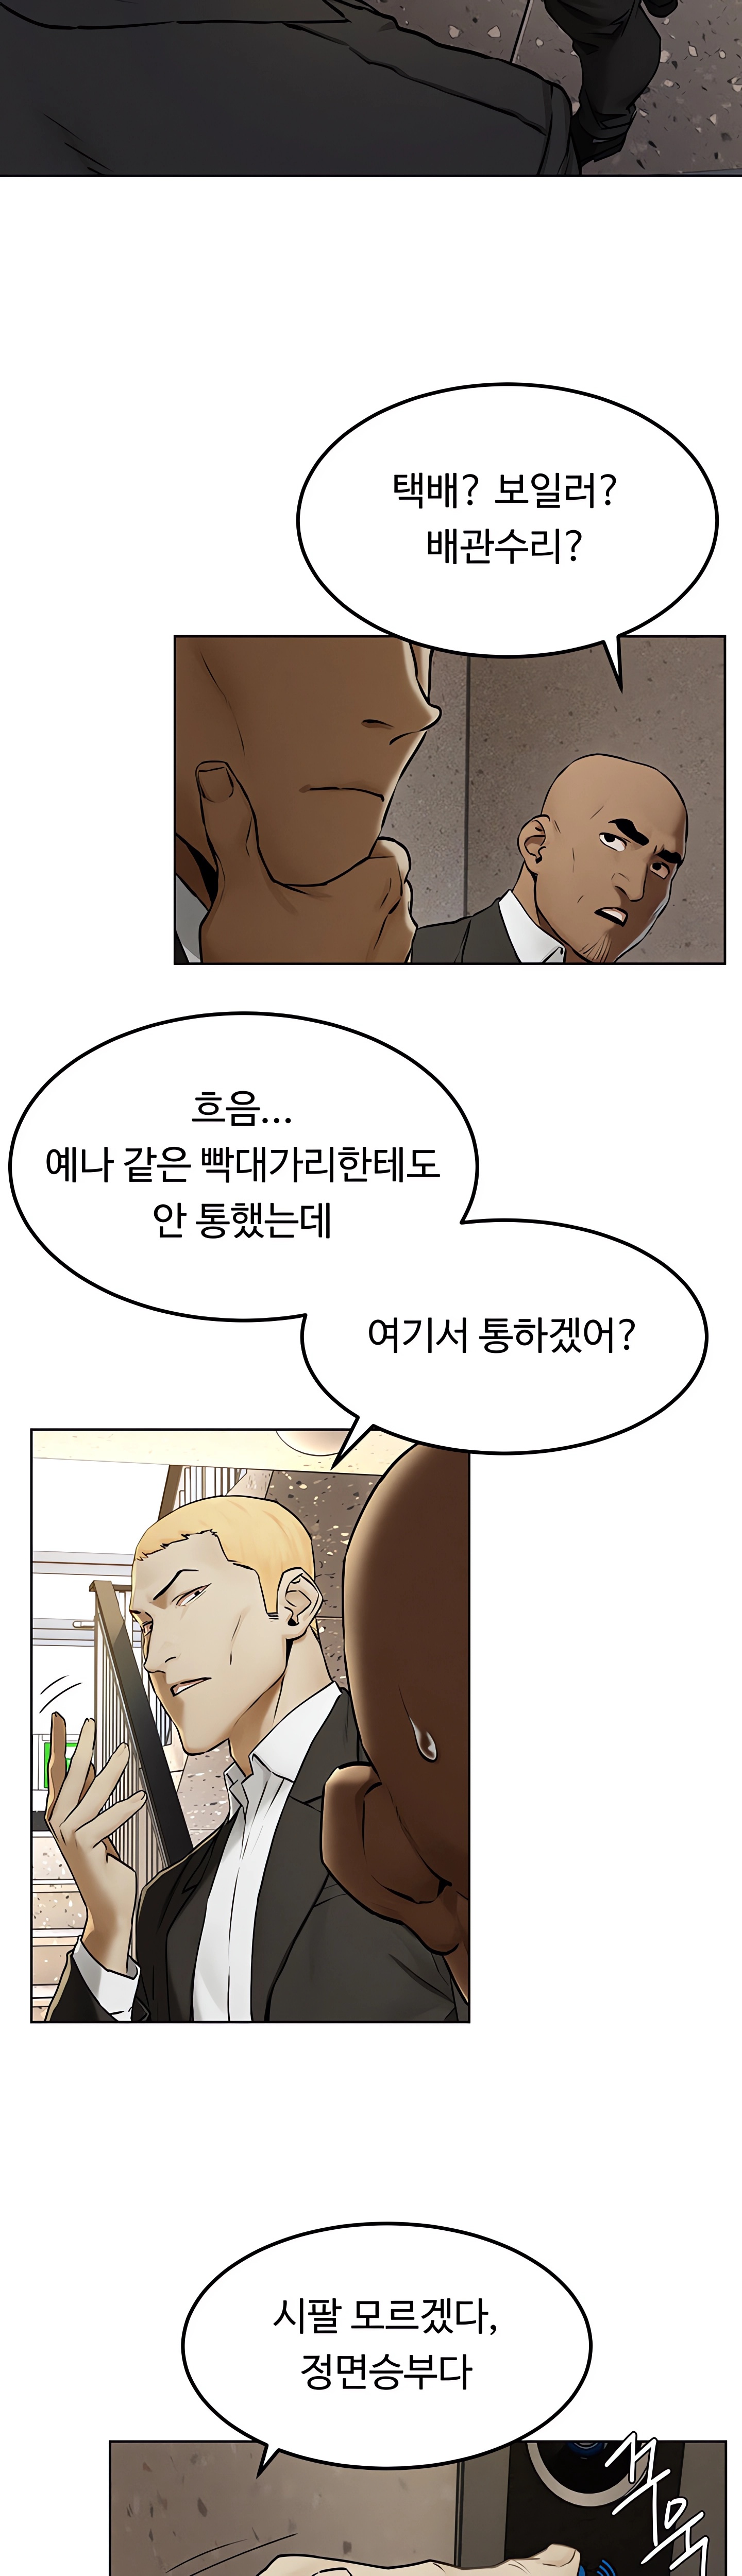 택배? 보일러?
배관수리?
흐음...
예나 같은 빡대가리한테도
안 통했는데
여기서 통하겠어?
시팔 모르겠다,
정면승부다
꾸욱